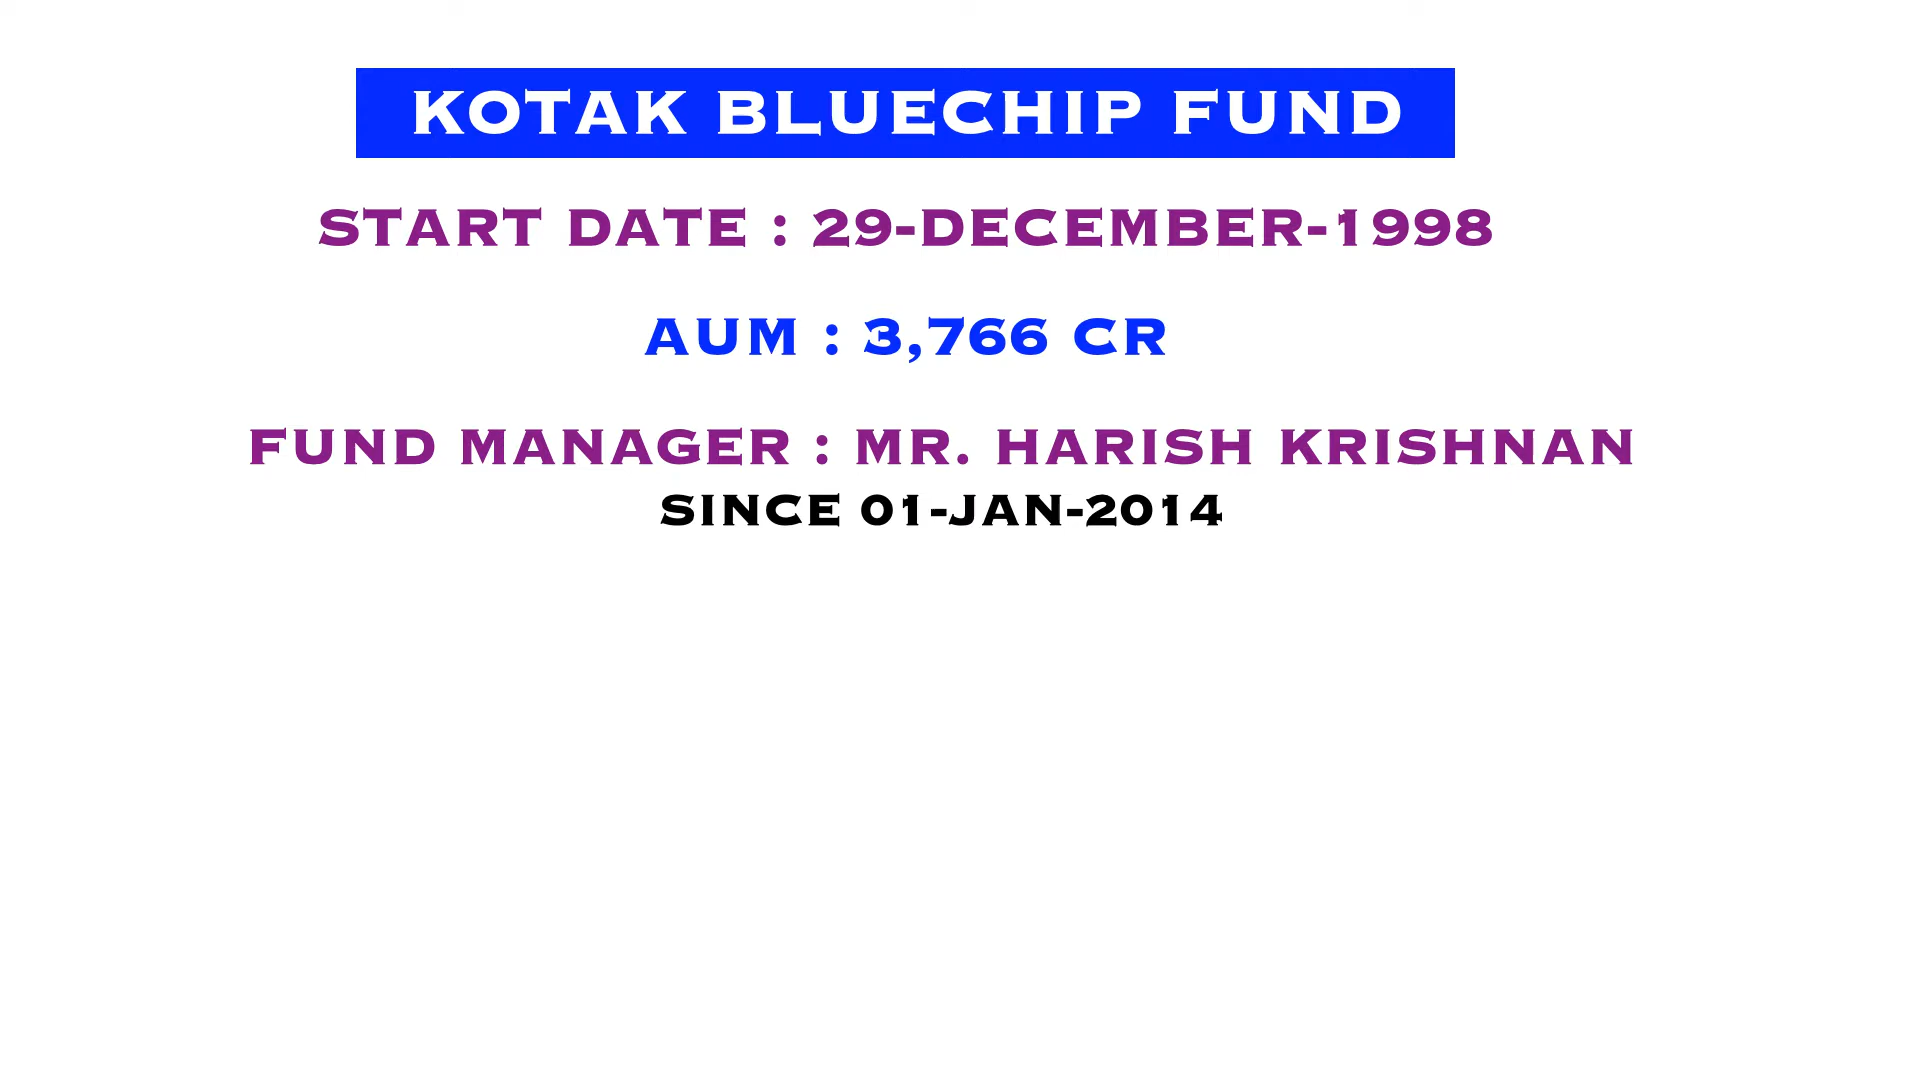 KOTAK BLUECHIP FUND
START DATE : 29-DECEMBER-1998
AUM : 3,766 CR
FUND MANAGER : MR. HARISH KRISHNAN
SINCE 01-JAN-2014